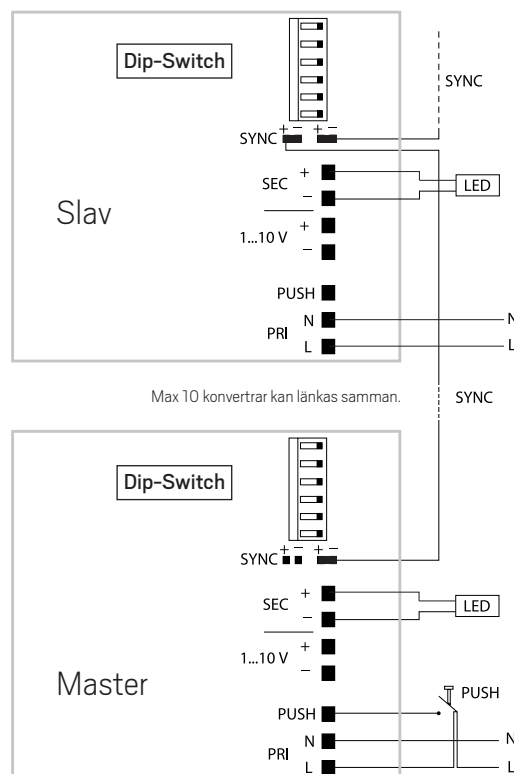 Dip-Switch
SYNC
+ − + −
SYNC
+
SEC
−
LED
Slav
+
1...10 V
−
PUSH
N
N
PRI
L
L
Max 10 konvertrar kan länkas samman.
SYNC
Dip-Switch
+ − + −
SYNC
+
SEC
−
LED
+
1...10 V
−
Master
PUSH
PUSH
N
N
PRI
L
L